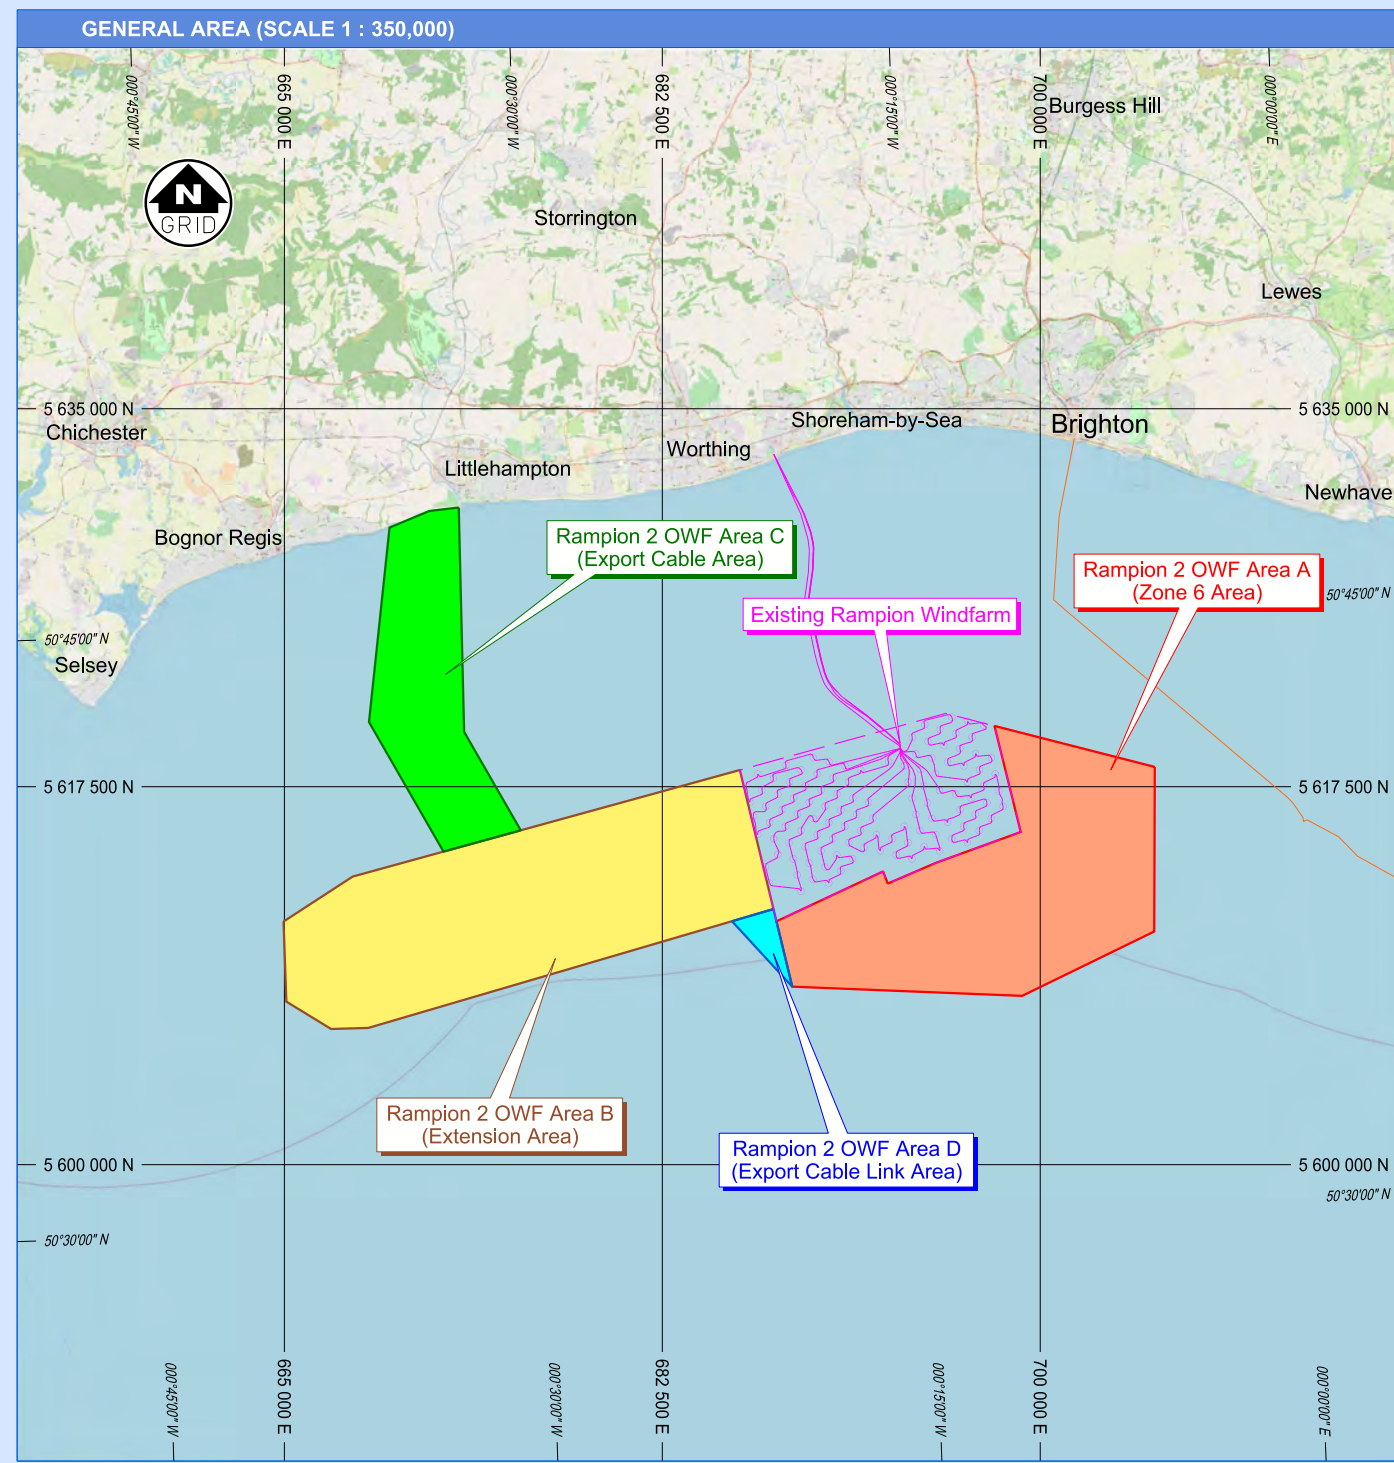 GENERAL AREA (SCALE 1 : 350,000)
000°45'00" W
665 000 E
000°30'00" W
682 500 E
000°15'00" W
700 000 E
000°00'00" E
Burgess Hill
N
GRID
Storrington
Lewes
5 635 000 N
5 635 000 N
Chichester
Shoreham-by-Sea
Brighton
Worthing
Littlehampton
Newhave
Bognor Regis
Rampion 2 OWF Area C
(Export Cable Area)
Rampion 2 OWF Area A
(Zone 6 Area)
50°45'00" N
Existing Rampion Windfarm
50°45'00" N
Selsey
5 617 500 N
5 617 500 N
Rampion 2 OWF Area B
(Extension Area)
Rampion 2 OWF Area D
(Export Cable Link Area)
5 600 000 N
5 600 000 N
50°30'00" N
50°30'00" N
000°45'00" W
665 000 E
000°30'00" W
682 500 E
000°15'00" W
700 000 E
000°00'00" E